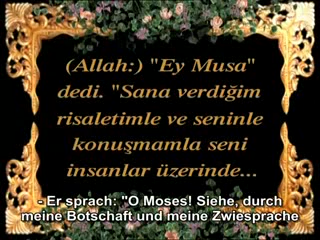 (Allah:) "Ey Musa"
dedi. "Sana verdiğim
risaletimle ve seninle
konuşmamla seni
insanlar üzerinde...
- Er sprach: "O Moses! Siehe, durch
meine Botschaft und meine Zwiesprache